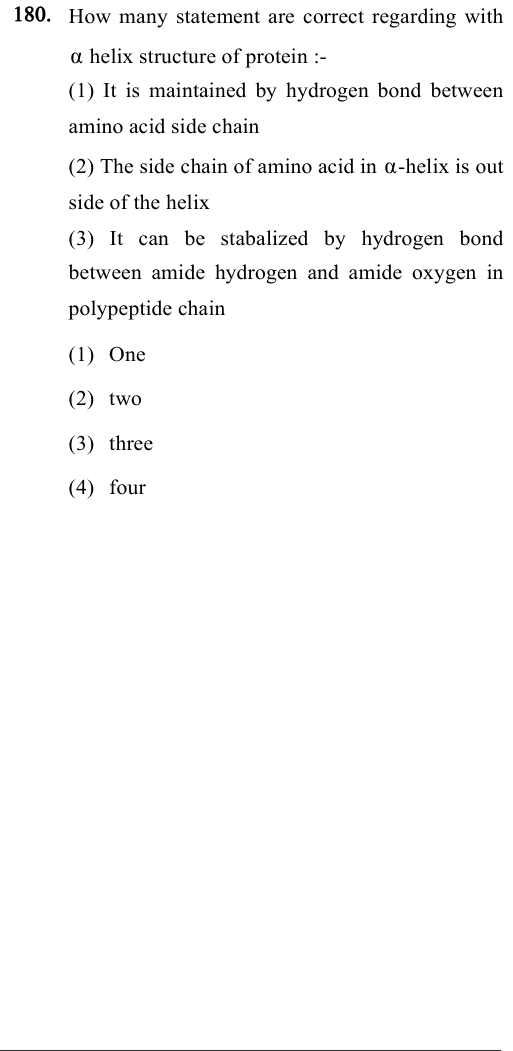 180. How many statement are correct regarding with
α helix structure of protein :-
(1) It is maintained by hydrogen bond between
amino acid side chain
(2) The side chain of amino acid in α-helix is out
side of the helix
(3) It can be stabalized by hydrogen bond
between amide hydrogen and amide oxygen in
polypeptide chain
(1) One
(2) two
(3) three
(4) four